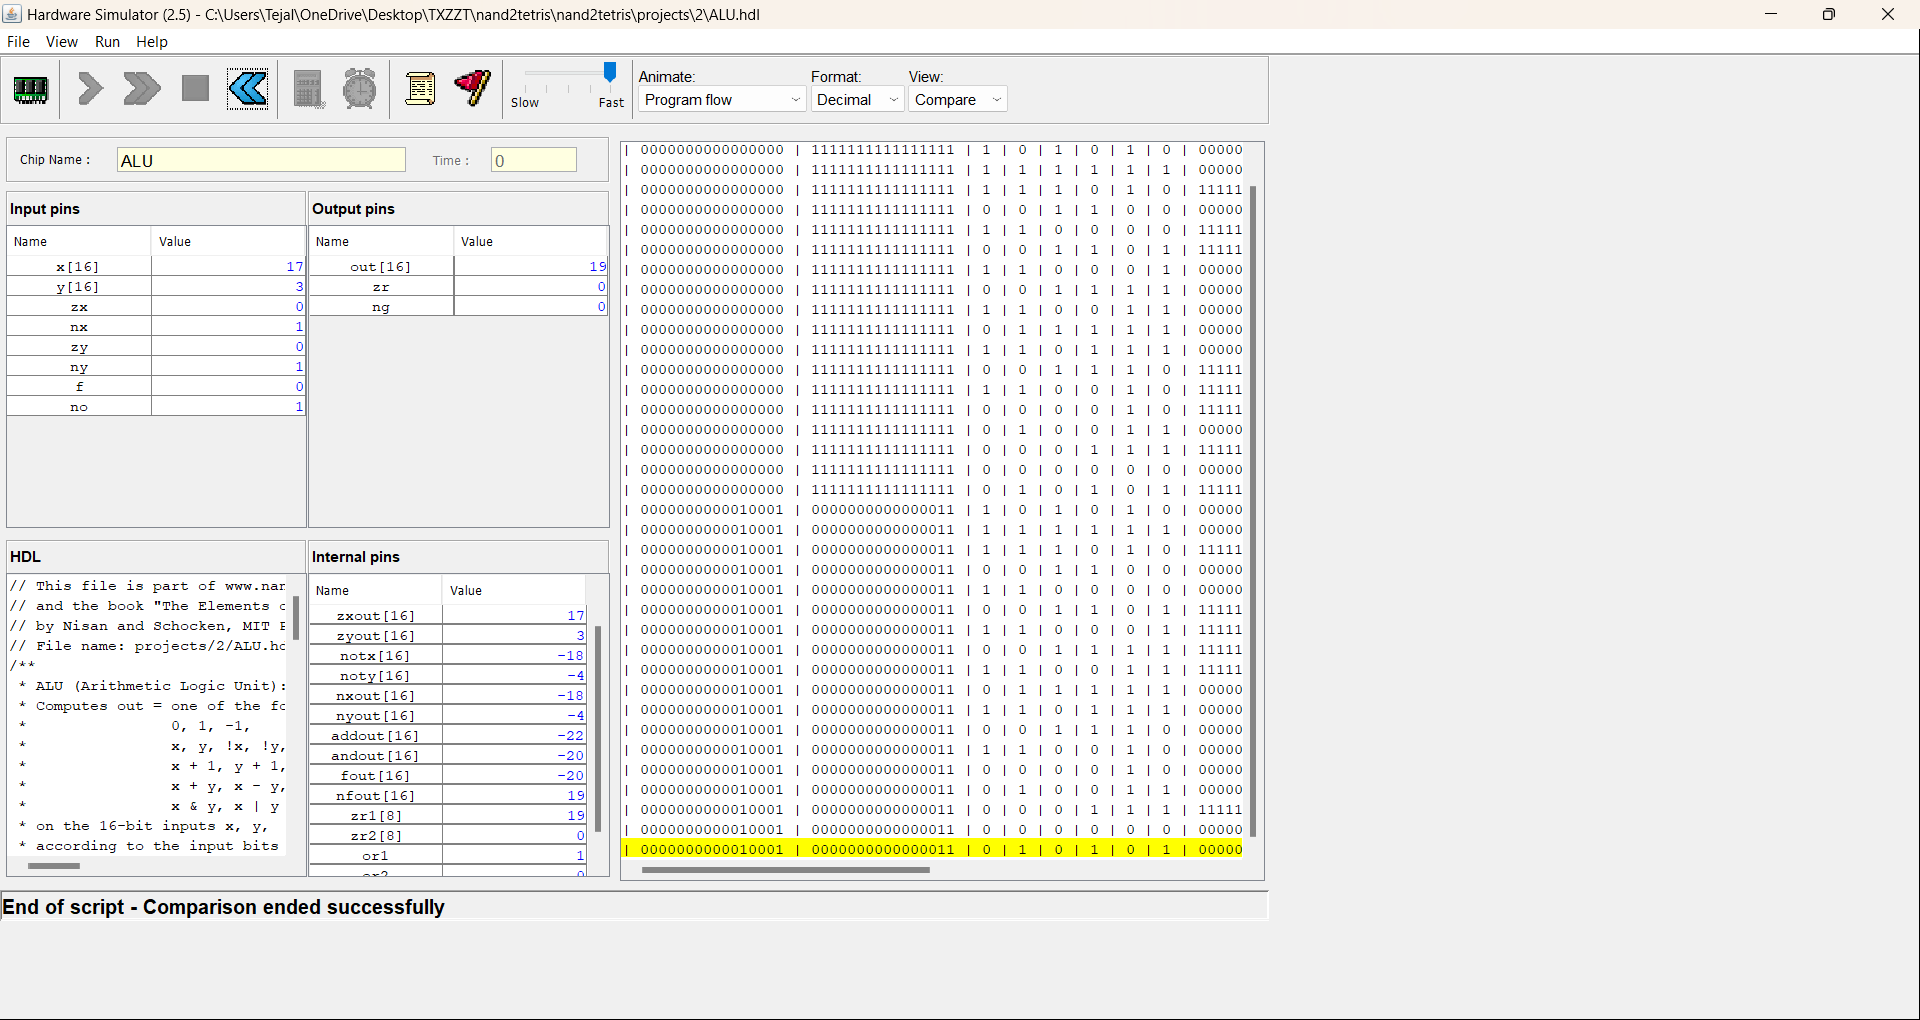 Hardware Simulator (2.5) - C:\Users\Tejal\OneDrive\Desktop\TXZZT\nand2tetris\nand2tetris\projects\2\ALU.hdl
File View Run Help
Slow Fast
Animate: Format: View:
Program flow Decimal Compare
Chip Name : ALU Time : 0
Input pins
Name Value
x[16] 17
y[16] 3
zx 0
nx 1
zy 0
ny 1
f 0
no 1
Output pins
Name Value
out[16] 19
zr 0
ng 0
HDL
// This file is part of www.nan
// and the book "The Elements o
// by Nisan and Schocken, MIT P
// File name: projects/2/ALU.hd
/**
* ALU (Arithmetic Logic Unit):
* Computes out = one of the fo
* 0, 1, -1,
* x, y, !x, !y,
* x + 1, y + 1,
* x + y, x - y,
* x & y, x | y
* on the 16-bit inputs x, y,
* according to the input bits
Internal pins
Name Value
zxout[16] 17
zyout[16] 3
notx[16] -18
noty[16] -4
nxout[16] -18
nyout[16] -4
addout[16] -22
andout[16] -20
fout[16] -20
nfout[16] 19
zr1[8] 19
zr2[8] 0
or1 1
or2 0
| 0000000000000000 | 1111111111111111 | 1 | 0 | 1 | 0 | 1 | 0 | 00000
| 0000000000000000 | 1111111111111111 | 1 | 1 | 1 | 1 | 1 | 1 | 00000
| 0000000000000000 | 1111111111111111 | 1 | 1 | 1 | 0 | 1 | 0 | 11111
| 0000000000000000 | 1111111111111111 | 0 | 0 | 1 | 1 | 0 | 0 | 00000
| 0000000000000000 | 1111111111111111 | 1 | 1 | 0 | 0 | 0 | 0 | 11111
| 0000000000000000 | 1111111111111111 | 0 | 0 | 1 | 1 | 0 | 1 | 11111
| 0000000000000000 | 1111111111111111 | 1 | 1 | 0 | 0 | 0 | 1 | 00000
| 0000000000000000 | 1111111111111111 | 0 | 0 | 1 | 1 | 1 | 1 | 00000
| 0000000000000000 | 1111111111111111 | 1 | 1 | 0 | 0 | 1 | 1 | 00000
| 0000000000000000 | 1111111111111111 | 0 | 1 | 1 | 1 | 1 | 1 | 00000
| 0000000000000000 | 1111111111111111 | 1 | 1 | 0 | 1 | 1 | 1 | 00000
| 0000000000000000 | 1111111111111111 | 0 | 0 | 1 | 1 | 1 | 0 | 11111
| 0000000000000000 | 1111111111111111 | 1 | 1 | 0 | 0 | 1 | 0 | 11111
| 0000000000000000 | 1111111111111111 | 0 | 0 | 0 | 0 | 1 | 0 | 11111
| 0000000000000000 | 1111111111111111 | 0 | 1 | 0 | 0 | 1 | 1 | 00000
| 0000000000000000 | 1111111111111111 | 0 | 0 | 0 | 1 | 1 | 1 | 11111
| 0000000000000000 | 1111111111111111 | 0 | 0 | 0 | 0 | 0 | 0 | 00000
| 0000000000000000 | 1111111111111111 | 0 | 1 | 0 | 1 | 0 | 1 | 11111
| 0000000000010001 | 0000000000000011 | 1 | 0 | 1 | 0 | 1 | 0 | 00000
| 0000000000010001 | 0000000000000011 | 1 | 1 | 1 | 1 | 1 | 1 | 00000
| 0000000000010001 | 0000000000000011 | 1 | 1 | 1 | 0 | 1 | 0 | 11111
| 0000000000010001 | 0000000000000011 | 0 | 0 | 1 | 1 | 0 | 0 | 00000
| 0000000000010001 | 0000000000000011 | 1 | 1 | 0 | 0 | 0 | 0 | 00000
| 0000000000010001 | 0000000000000011 | 0 | 0 | 1 | 1 | 0 | 1 | 11111
| 0000000000010001 | 0000000000000011 | 1 | 1 | 0 | 0 | 0 | 1 | 11111
| 0000000000010001 | 0000000000000011 | 0 | 0 | 1 | 1 | 1 | 1 | 11111
| 0000000000010001 | 0000000000000011 | 1 | 1 | 0 | 0 | 1 | 1 | 11111
| 0000000000010001 | 0000000000000011 | 0 | 1 | 1 | 1 | 1 | 1 | 00000
| 0000000000010001 | 0000000000000011 | 1 | 1 | 0 | 1 | 1 | 1 | 00000
| 0000000000010001 | 0000000000000011 | 0 | 0 | 1 | 1 | 1 | 0 | 00000
| 0000000000010001 | 0000000000000011 | 1 | 1 | 0 | 0 | 1 | 0 | 00000
| 0000000000010001 | 0000000000000011 | 0 | 0 | 0 | 0 | 1 | 0 | 00000
| 0000000000010001 | 0000000000000011 | 0 | 1 | 0 | 0 | 1 | 1 | 00000
| 0000000000010001 | 0000000000000011 | 0 | 0 | 0 | 1 | 1 | 1 | 11111
| 0000000000010001 | 0000000000000011 | 0 | 0 | 0 | 0 | 0 | 0 | 00000
| 0000000000010001 | 0000000000000011 | 0 | 1 | 0 | 1 | 0 | 1 | 00000
End of script - Comparison ended successfully